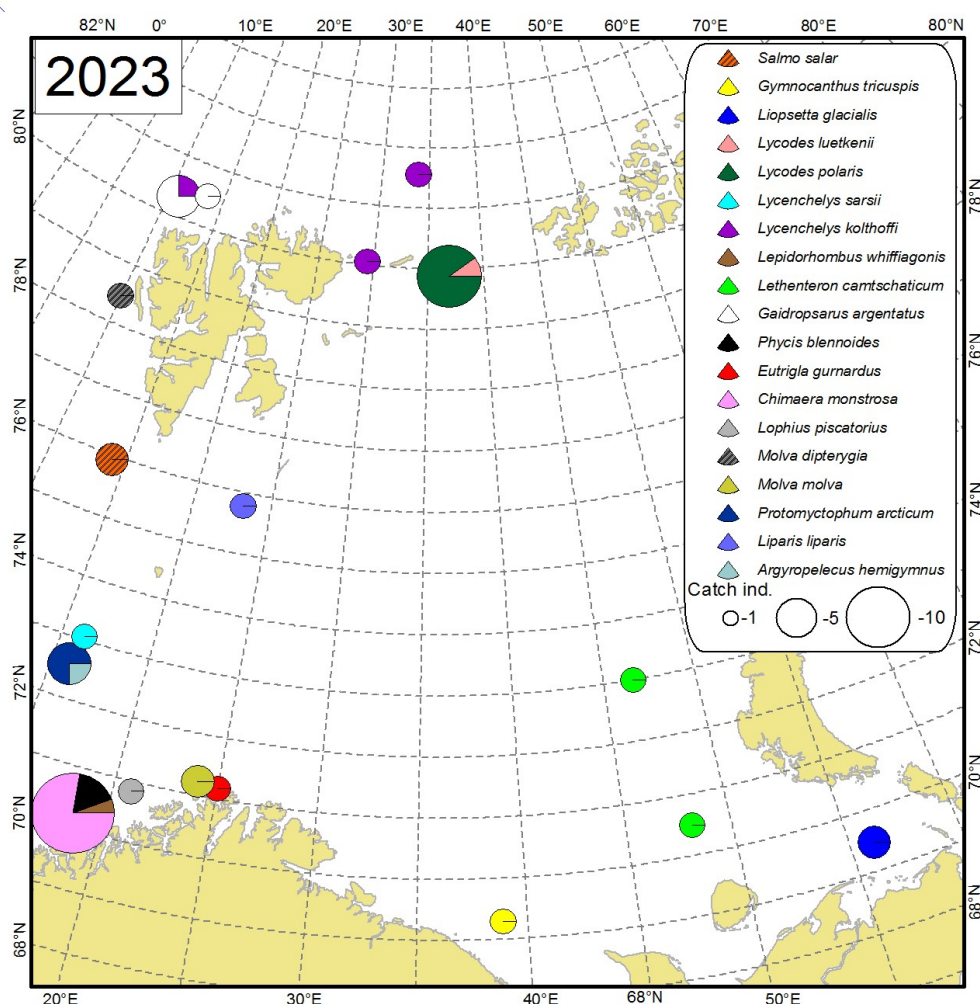 82°N 0° 10°E 20°E 30°E 40°E 50°E 60°E 70°E 80°E 80°N
2023
80°N
78°N
76°N
74°N
72°N
70°N
68°N
Salmo salar
Gymnocanthus tricuspis
Liopsetta glacialis
Lycodes luetkenii
Lycodes polaris
Lycenchelys sarsii
Lycenchelys kolthoffi
Lepidorhombus whiffiagonis
Lethenteron camtschaticum
Gaidropsarus argentatus
Phycis blennoides
Eutrigla gurnardus
Chimaera monstrosa
Lophius piscatorius
Molva dipterygia
Molva molva
Protomyctophum arcticum
Liparis liparis
Argyropelecus hemigymnus
Catch ind.
-1 -5 -10
78°N
76°N
74°N
72°N
70°N
68°N
20°E 30°E 40°E 68°N 50°E